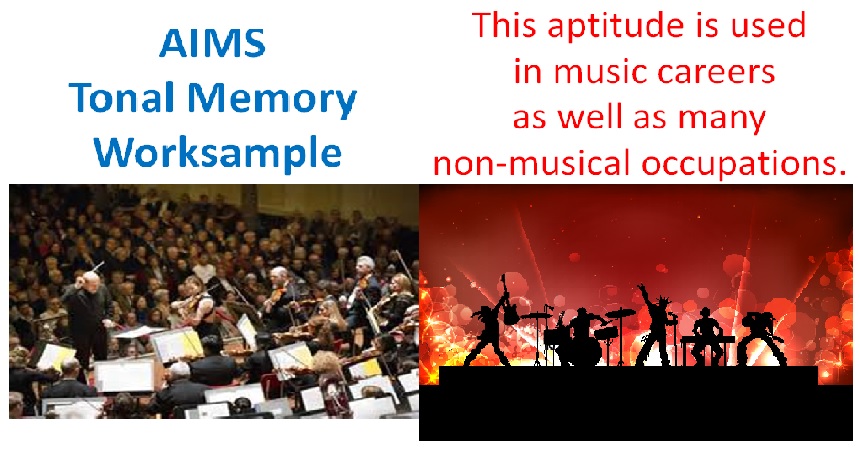 AIMS
Tonal Memory
Worksample
This aptitude is used
in music careers
as well as many
non-musical occupations.